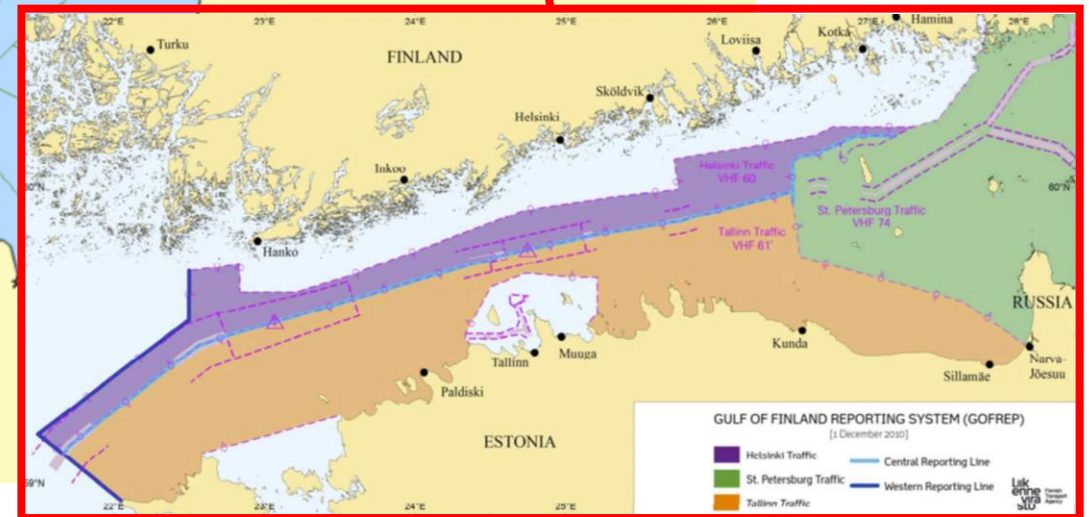 22°E 23°E 24°E 25°E 26°E 27°E 28°E
Turku
FINLAND
Loviisa
Kotka
Hamina
Sköldvik
Helsinki
Inkoo
Hanko
60°N
60°N
Helsinki Traffic
VHF 60
St. Petersburg Traffic
VHF 74
Tallinn Traffic
VHF 61
RUSSIA
Tallinn
Muuga
Kunda
Sillamäe
Narva-
Jõesuu
Paldiski
ESTONIA
59°N
22°E 23°E 24°E 25°E
GULF OF FINLAND REPORTING SYSTEM (GOFREP)
[1 December 2010]
Helsinki Traffic
St. Petersburg Traffic
Tallinn Traffic
Central Reporting Line
Western Reporting Line
Liik
enne
vira
sto
Finnish
Transport
Agency